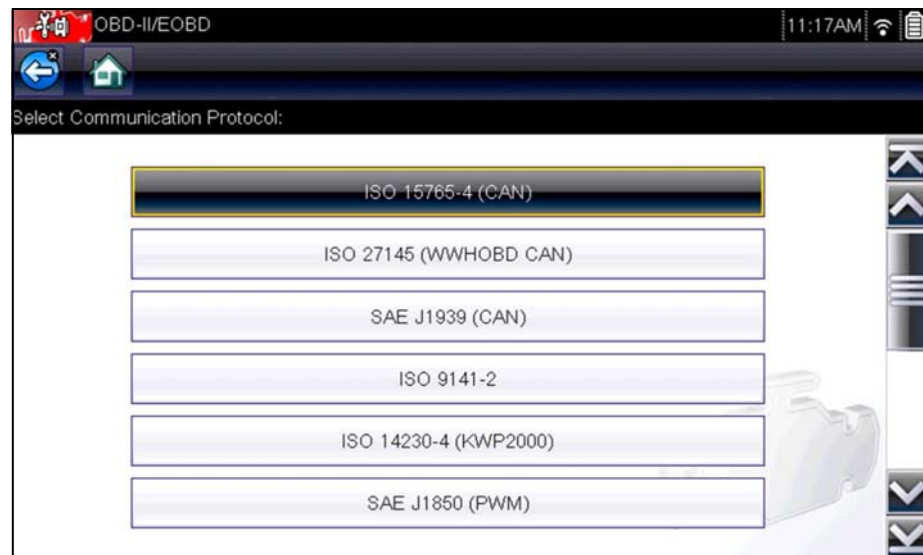 OBD-II/EOBD 11:17AM
Select Communication Protocol:
ISO 15765-4 (CAN)
ISO 27145 (WWHOBD CAN)
SAE J1939 (CAN)
ISO 9141-2
ISO 14230-4 (KWP2000)
SAE J1850 (PWM)